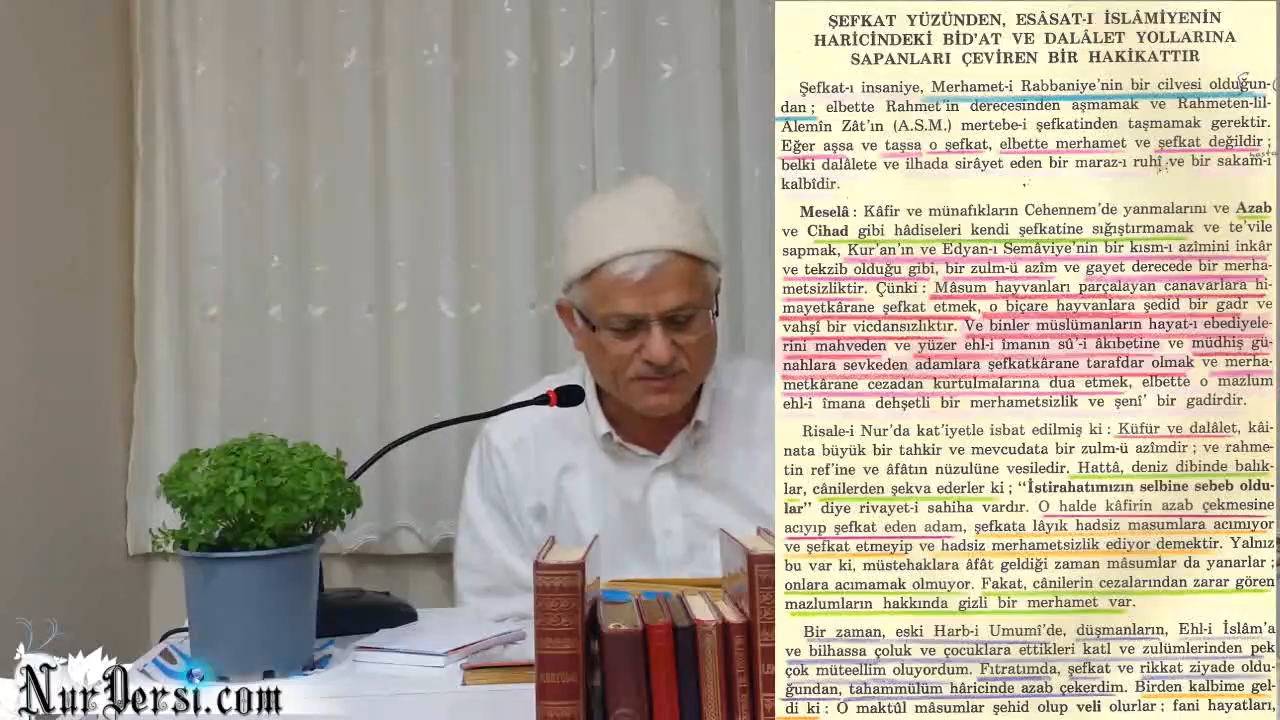 ŞEFKAT YÜZÜNDEN, ESÂSAT-I İSLÂMİYENİN
HARİCİNDEKİ BİD'AT VE DALÂLET YOLLARINA
SAPANLARI ÇEVİREN BİR HAKİKATTIR
Şefkat-ı insaniye, Merhamet-i Rabbaniye'nin bir cilvesi olduğun-
dan ; elbette Rahmet'in derecesinden aşmamak ve Rahmeten-lil-
Alemîn Zât'ın (A.S.M.) mertebe-i şefkatinden taşmamak gerektir.
Eğer aşsa ve taşsa o şefkat, elbette merhamet ve şefkat değildir ;
belki dalâlete ve ilhada sirâyet eden bir maraz-ı ruhî ve bir sakam-ı
kalbîdir.
Meselâ : Kâfir ve münafıkların Cehennem'de yanmalarını ve Azab
ve Cihad gibi hâdiseleri kendi şefkatine sığıştırmamak ve te'vile
sapmak, Kur'an'ın ve Edyan-ı Semâviye'nin bir kısm-ı azîmini inkâr
ve tekzib olduğu gibi, bir zulm-ü azîm ve gayet derecede bir merha-
metsizliktir. Çünki : Mâsum hayvanları parçalayan canavarlara hi-
mayetkârane şefkat etmek, o biçare hayvanlara şedid bir gadr ve
vahşî bir vicdansızlıktır. Ve binler müslümanların hayat-ı ebediyele-
rini mahveden ve yüzer ehl-i îmanın sû'-i âkıbetine ve müdhiş gü-
nahlara sevkeden adamlara şefkatkârane tarafdar olmak ve merha-
metkârane cezadan kurtulmalarına dua etmek, elbette o mazlum
ehl-i îmana dehşetli bir merhametsizlik ve şenî' bir gadirdir.
Risale-i Nur'da kat'iyetle isbat edilmiş ki : Küfür ve dalâlet, kâi-
nata büyük bir tahkir ve mevcudata bir zulm-ü azîmdir ; ve rahme-
tin ref'ine ve âfâtın nüzulüne vesiledir. Hattâ, deniz dibinde balık-
lar, cânilerden şekva ederler ki ; "İstirahatımızın selbine sebeb oldu-
lar" diye rivayet-i sahiha vardır. O halde kâfirin azab çekmesine
acıyıp şefkat eden adam, şefkata lâyık hadsiz masumlara acımıyor
ve şefkat etmeyip ve hadsiz merhametsizlik ediyor demektir. Yalnız
bu var ki, müstehaklara âfât geldiği zaman mâsumlar da yanarlar ;
onlara acımamak olmuyor. Fakat, cânilerin cezalarından zarar gören
mazlumların hakkında gizli bir merhamet var.
Bir zaman, eski Harb-i Umumî'de, düşmanların, Ehl-i İslâm'a
ve bilhassa çoluk ve çocuklara ettikleri katl ve zulümlerinden pek
çok müteellim oluyordum. Fıtratımda, şefkat ve rikkat ziyade oldu-
ğundan, tahammülüm hâricinde azab çekerdim. Birden kalbime gel-
di ki : O maktûl mâsumlar şehid olup veli olurlar ; fani hayatları,
NurDersi.com